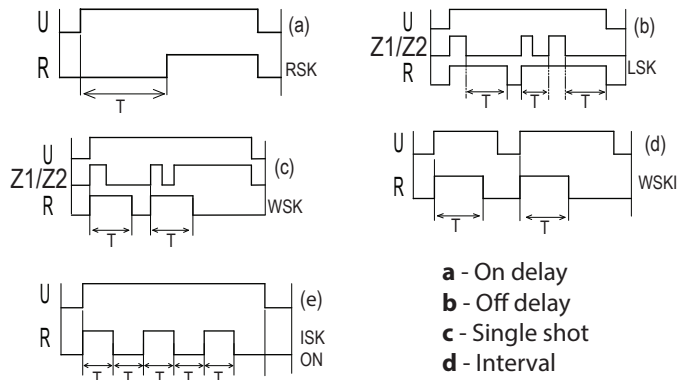 U
(a)
R
RSK
T
U
(b)
Z1/Z2
R
LSK
T T T
U
(c)
Z1/Z2
R
WSK
T T
U
(d)
R
WSKI
T T
U
(e)
R
ISK
ON
T T T T T
a - On delay
b - Off delay
c - Single shot
d - Interval